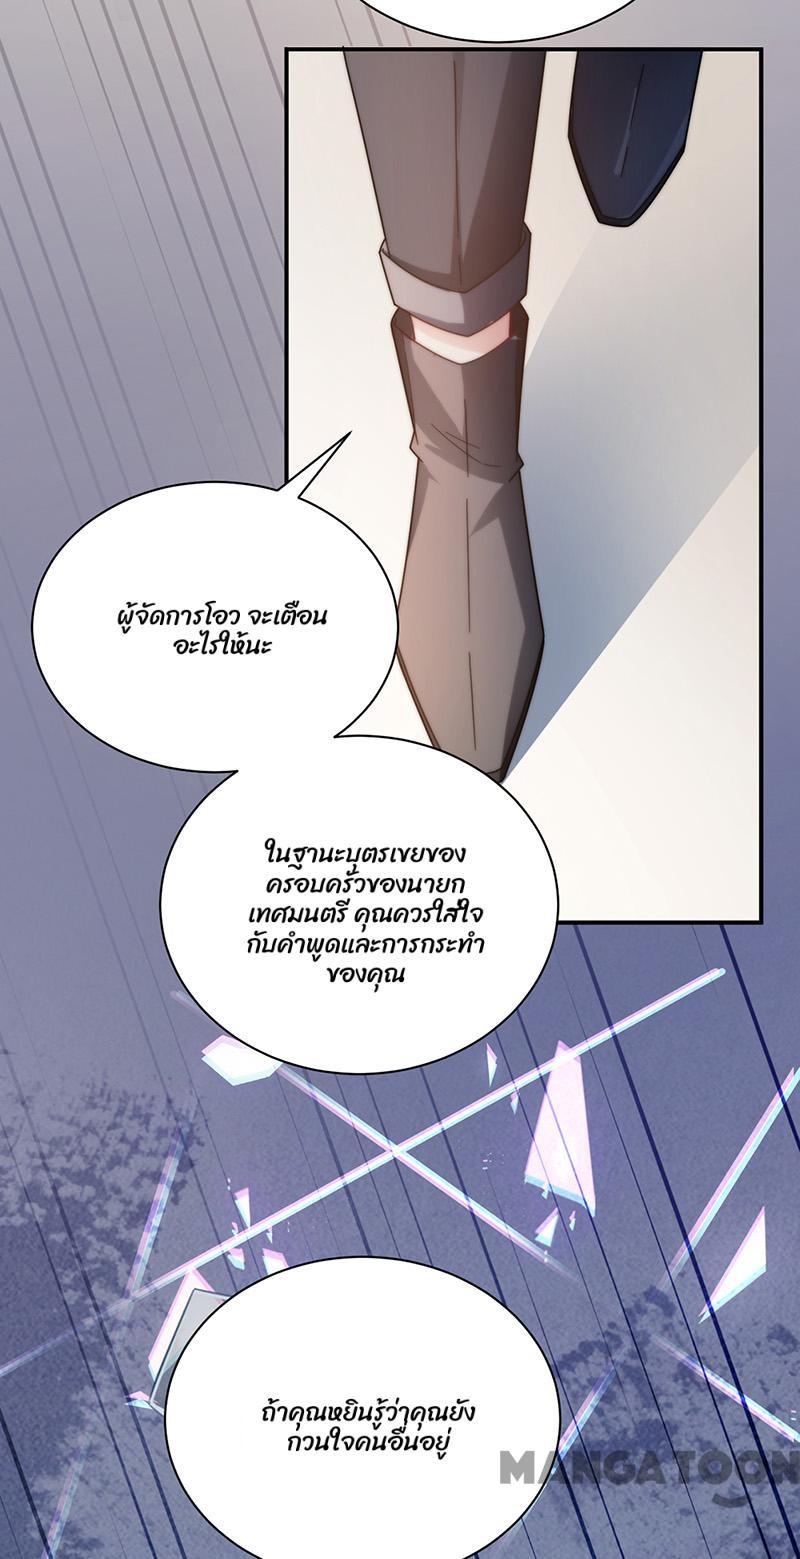 ผู้จัดการโอว จะเตือน
อะไรให้นะ
ในฐานะบุตรเขยของ
ครอบครัวของนายก
เทศมนตรี คุณควรใส่ใจ
กับคำพูดและการกระทำ
ของคุณ
ถ้าคุณหยินรู้ว่าคุณยัง
กวนใจคนอื่นอยู่
MANGATOON